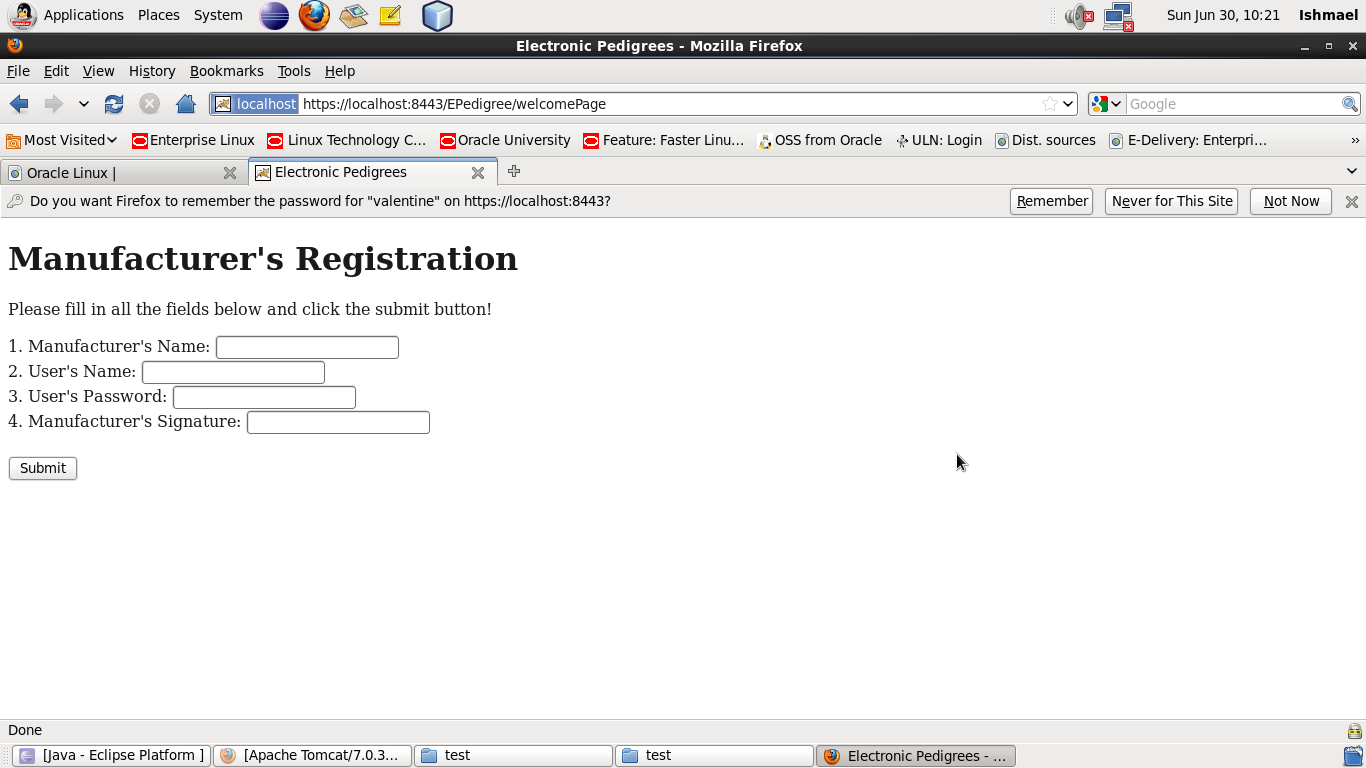 Applications Places System Sun Jun 30, 10:21 Ishmael
Electronic Pedigrees - Mozilla Firefox
File Edit View History Bookmarks Tools Help
localhost https://localhost:8443/EPedigree/welcomePage Google
Most Visited Enterprise Linux Linux Technology C... Oracle University Feature: Faster Linu... OSS from Oracle ULN: Login Dist. sources E-Delivery: Enterpri... »
Oracle Linux | Electronic Pedigrees
Do you want Firefox to remember the password for "valentine" on https://localhost:8443? Remember Never for This Site Not Now
Manufacturer's Registration
Please fill in all the fields below and click the submit button!
1. Manufacturer's Name:
2. User's Name:
3. User's Password:
4. Manufacturer's Signature:
Submit
Done
[Java - Eclipse Platform ] [Apache Tomcat/7.0.3... test test Electronic Pedigrees - ...